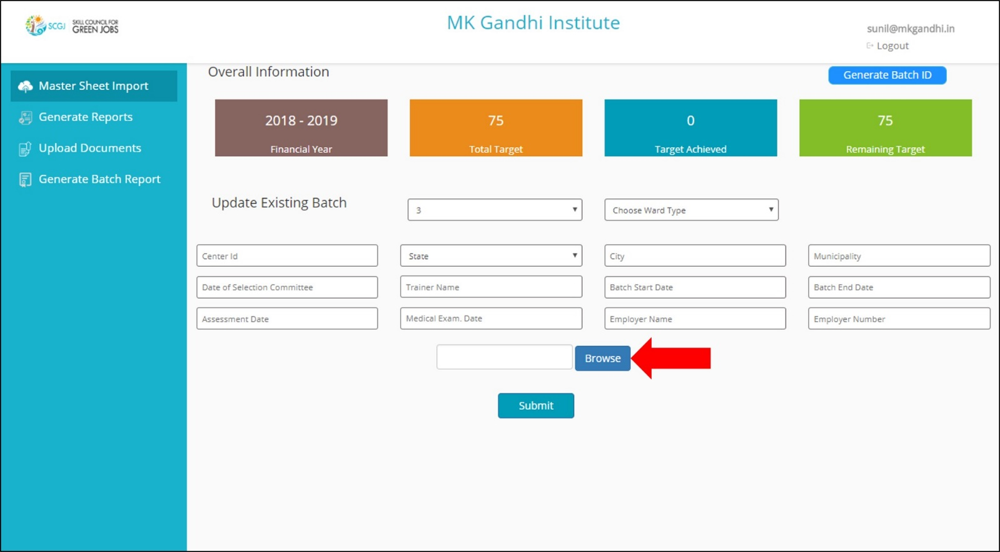 SCGJ
SKILL COUNCIL FOR
GREEN JOBS
MK Gandhi Institute
sunil@mkgandhi.in
Logout
Master Sheet Import
Generate Reports
Upload Documents
Generate Batch Report
Overall Information
Generate Batch ID
2018 - 2019
Financial Year
75
Total Target
0
Target Achieved
75
Remaining Target
Update Existing Batch
3
Choose Ward Type
Center Id
State
City
Municipality
Date of Selection Committee
Trainer Name
Batch Start Date
Batch End Date
Assessment Date
Medical Exam. Date
Employer Name
Employer Number
Browse
Submit